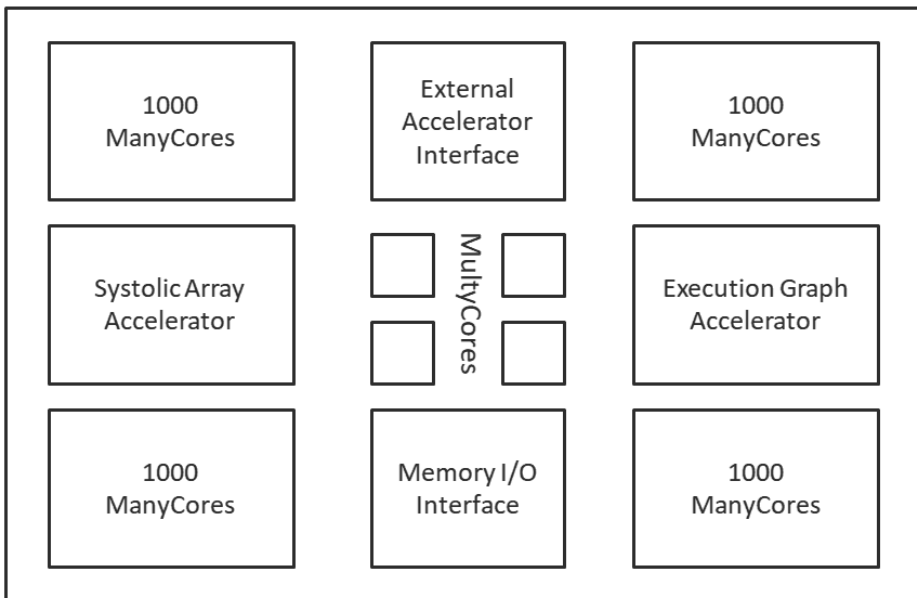 1000
ManyCores
External
Accelerator
Interface
1000
ManyCores
Systolic Array
Accelerator
MultyCores
Execution Graph
Accelerator
1000
ManyCores
Memory I/O
Interface
1000
ManyCores